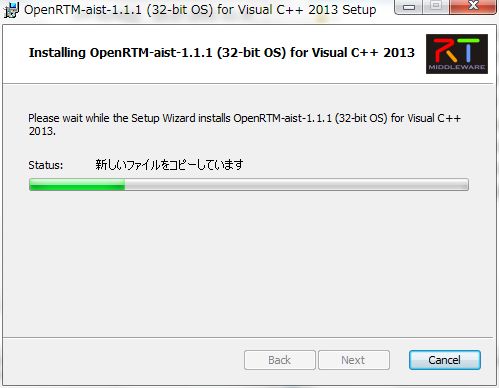 OpenRTM-aist-1.1.1 (32-bit OS) for Visual C++ 2013 Setup
Installing OpenRTM-aist-1.1.1 (32-bit OS) for Visual C++ 2013
RT
MIDDLEWARE
Please wait while the Setup Wizard installs OpenRTM-aist-1.1.1 (32-bit OS) for Visual C++
2013.
Status: 新しいファイルをコピーしています
Back Next Cancel